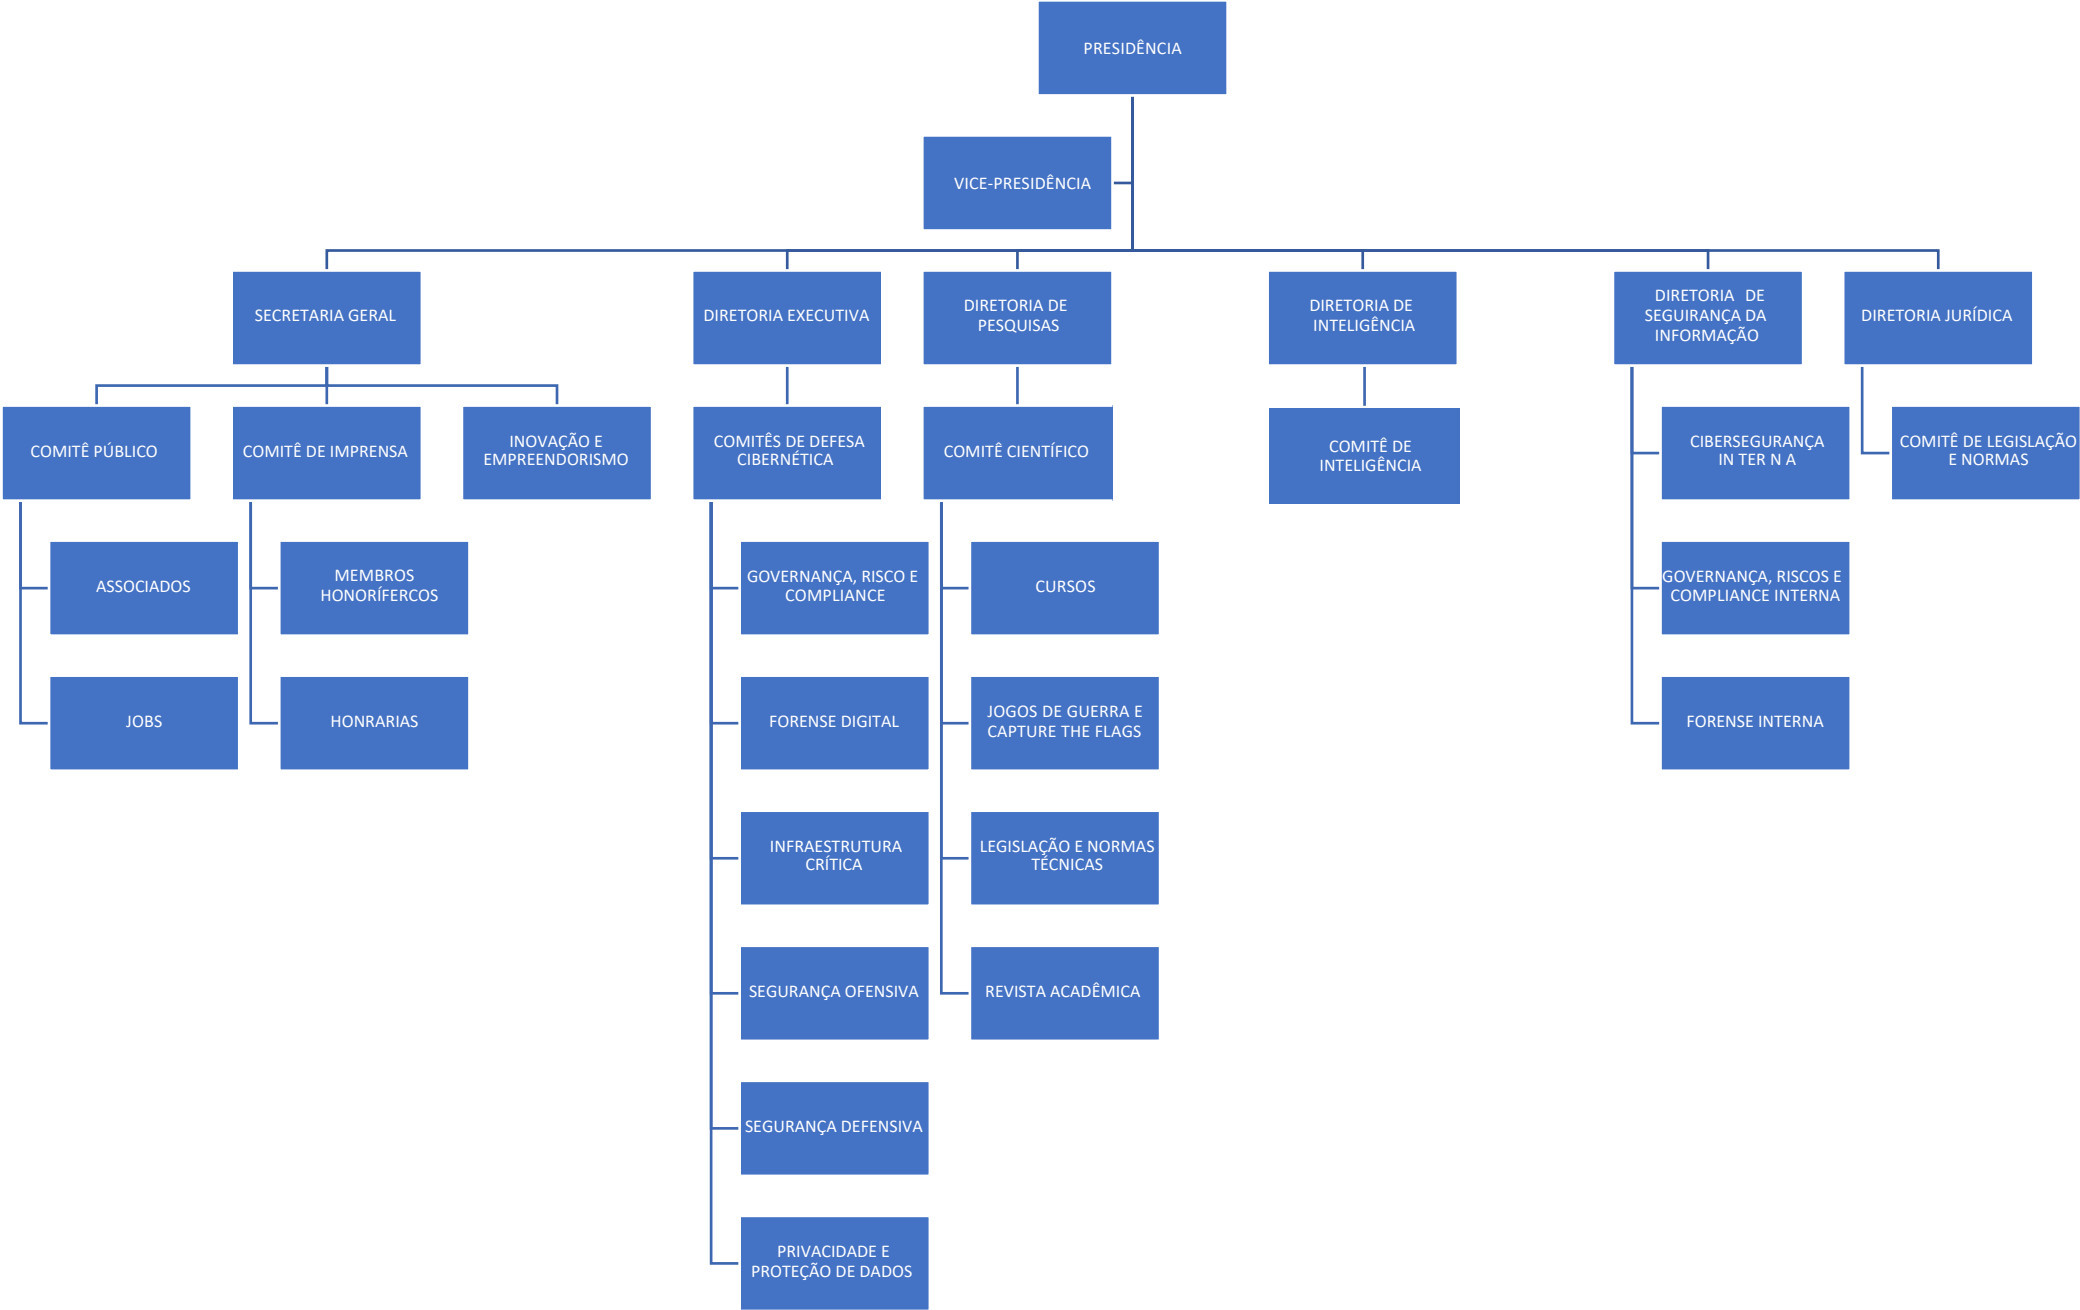 PRESIDÊNCIA
VICE-PRESIDÊNCIA
SECRETARIA GERAL
DIRETORIA EXECUTIVA
DIRETORIA DE
PESQUISAS
DIRETORIA DE
INTELIGÊNCIA
DIRETORIA DE
SEGUIRANÇA DA
INFORMAÇÃO
DIRETORIA JURÍDICA
COMITÊ PÚBLICO
COMITÊ DE IMPRENSA
INOVAÇÃO E
EMPREENDORISMO
COMITÊS DE DEFESA
CIBERNÉTICA
COMITÊ CIENTÍFICO
COMITÊ DE
INTELIGÊNCIA
CIBERSEGURANÇA
IN TER N A
COMITÊ DE LEGISLAÇÃO
E NORMAS
ASSOCIADOS
MEMBROS
HONORÍFERCOS
GOVERNANÇA, RISCO E
COMPLIANCE
CURSOS
GOVERNANÇA, RISCOS E
COMPLIANCE INTERNA
JOBS
HONRARIAS
FORENSE DIGITAL
JOGOS DE GUERRA E
CAPTURE THE FLAGS
FORENSE INTERNA
INFRAESTRUTURA
CRÍTICA
LEGISLAÇÃO E NORMAS
TÉCNICAS
SEGURANÇA OFENSIVA
REVISTA ACADÊMICA
SEGURANÇA DEFENSIVA
PRIVACIDADE E
PROTEÇÃO DE DADOS